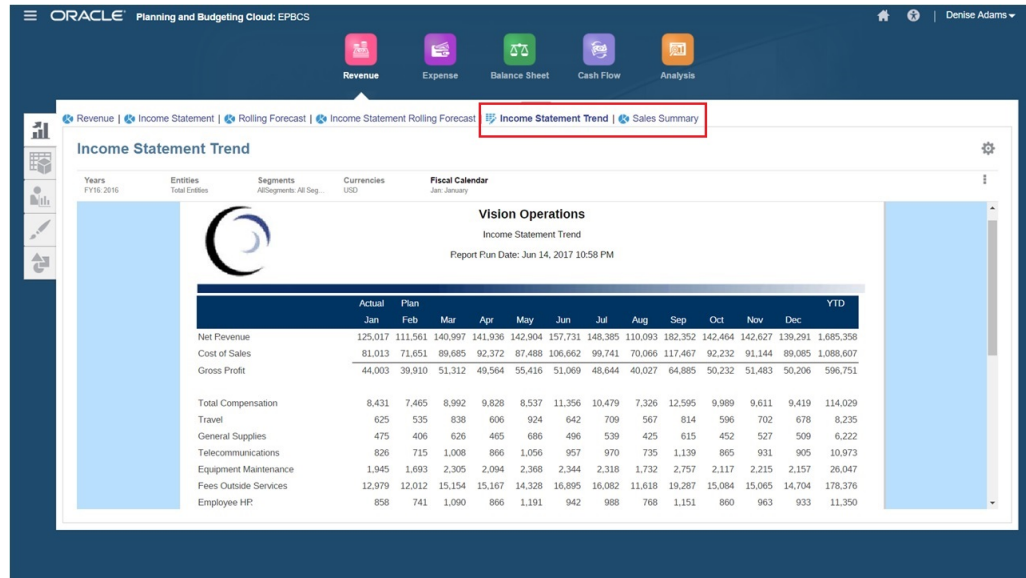 ORACLE® Planning and Budgeting Cloud: EPBCS Denise Adams
Revenue Expense Balance Sheet Cash Flow Analysis
Revenue | Income Statement | Rolling Forecast | Income Statement Rolling Forecast | Income Statement Trend | Sales Summary
Income Statement Trend
Years Entities Segments Currencies Fiscal Calendar
FY16: 2016 Total Entities AllSegments: All Seg... USD Jan: January
Vision Operations
Income Statement Trend
Report Run Date: Jun 14, 2017 10:58 PM
Actual Plan YTD
Jan Feb Mar Apr May Jun Jul Aug Sep Oct Nov Dec
Net Revenue 125,017 111,561 140,997 141,936 142,904 157,731 148,385 110,093 182,352 142,464 142,627 139,291 1,685,358
Cost of Sales 81,013 71,651 89,685 92,372 87,488 106,662 99,741 70,066 117,467 92,232 91,144 89,085 1,088,607
Gross Profit 44,003 39,910 51,312 49,564 55,416 51,069 48,644 40,027 64,885 50,232 51,483 50,206 596,751
Total Compensation 8,431 7,465 8,992 9,828 8,537 11,356 10,479 7,326 12,595 9,989 9,611 9,419 114,029
Travel 625 535 838 606 924 642 709 567 814 596 702 678 8,235
General Supplies 475 406 626 465 686 496 539 425 615 452 527 509 6,222
Telecommunications 826 715 1,008 866 1,056 957 970 735 1,139 865 931 905 10,973
Equipment Maintenance 1,945 1,693 2,305 2,094 2,368 2,344 2,318 1,732 2,757 2,117 2,215 2,157 26,047
Fees Outside Services 12,979 12,012 15,154 15,167 14,328 16,895 16,082 11,618 19,287 15,084 15,065 14,704 178,376
Employee HR 858 741 1,090 866 1,191 942 988 768 1,151 860 963 933 11,350